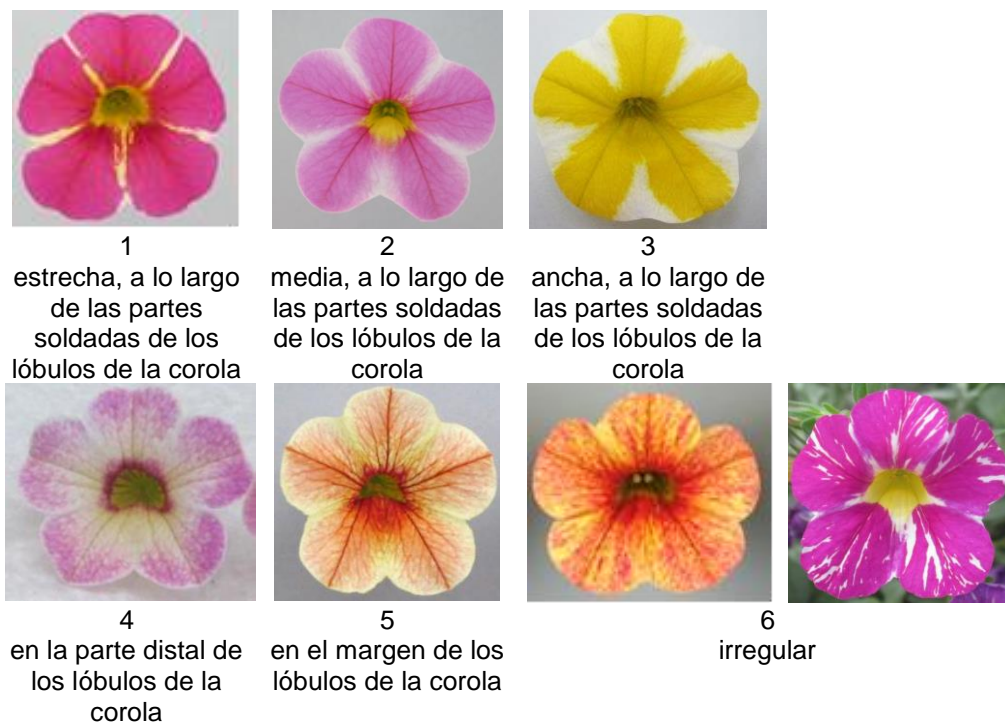 1
estrecha, a lo largo
de las partes
soldadas de los
lóbulos de la corola
2
media, a lo largo de
las partes soldadas
de los lóbulos de la
corola
3
ancha, a lo largo de
las partes soldadas
de los lóbulos de la
corola
4
en la parte distal de
los lóbulos de la
corola
5
en el margen de los
lóbulos de la corola
6
irregular